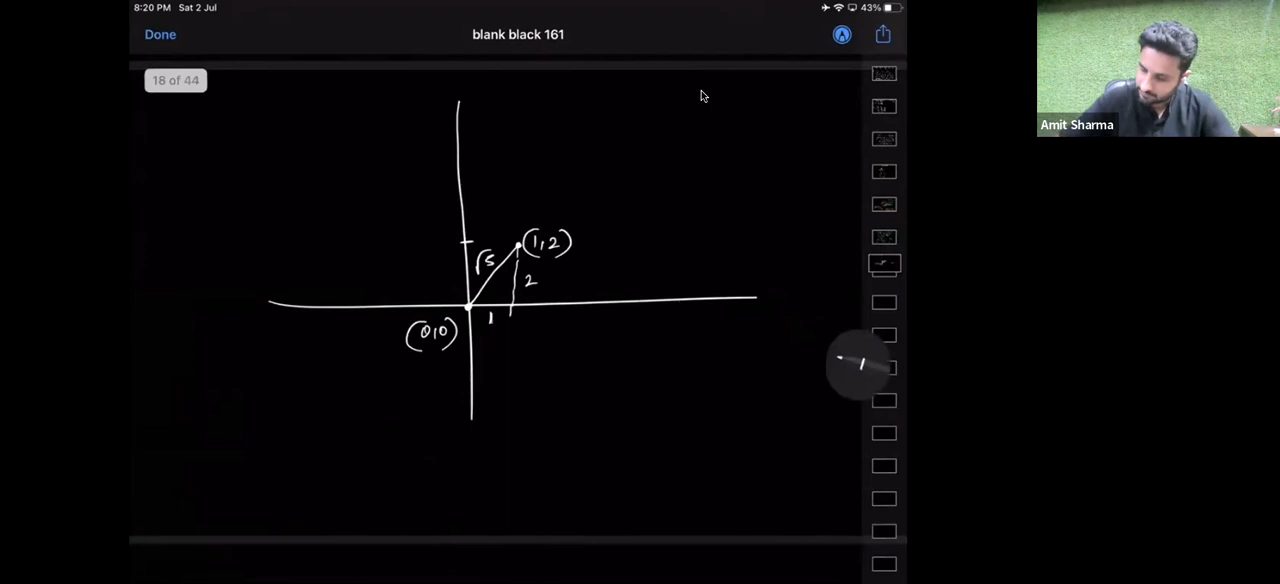 8:20 PM Sat 2 Jul 43%
Done blank black 161
18 of 44
Amit Sharma
(1,2)
√5
2
1
(0,0)